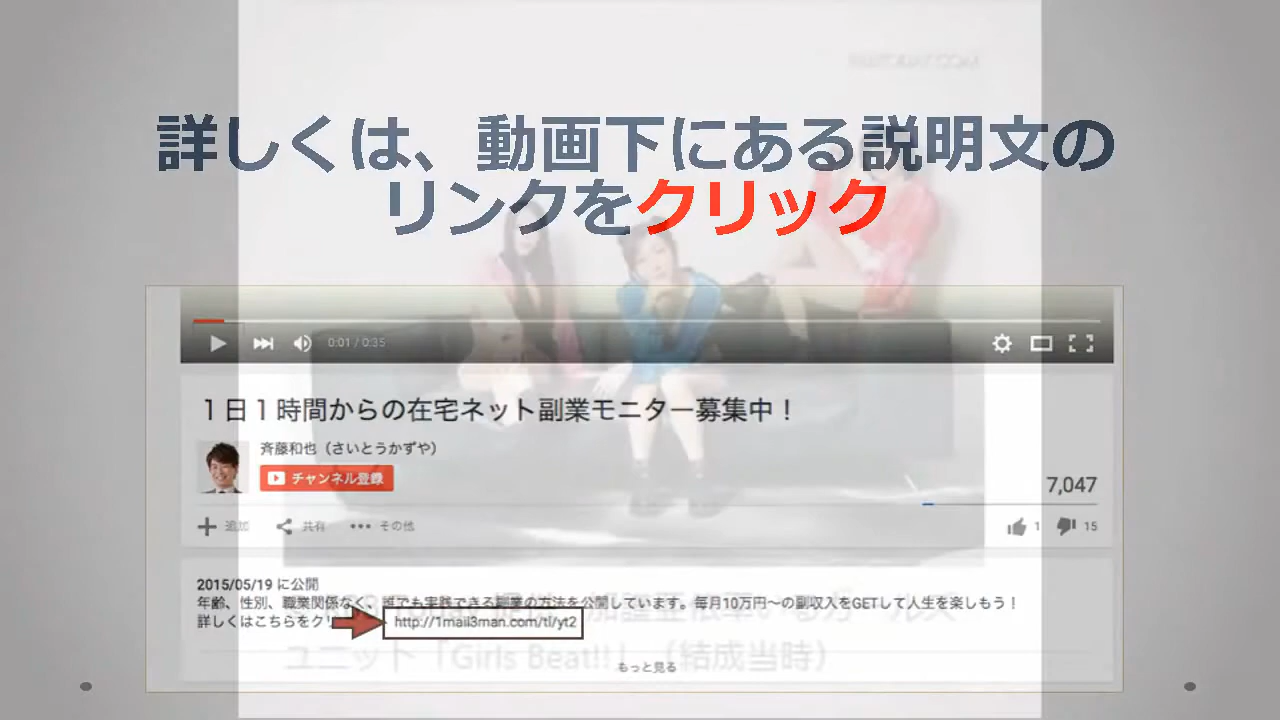 詳しくは、動画下にある説明文の
リンクをクリック
0:01 / 0:35
1日1時間からの在宅ネット副業モニター募集中！
斉藤和也（さいとうかずや）
チャンネル登録
7,047
追加 共有 その他 1 15
2015/05/19 に公開
年齢、性別、職業関係なく、誰でも実践できる副業の方法を公開しています。毎月10万円〜の副収入をGETして人生を楽しもう！
詳しくはこちらをク http://1mail3man.com/tl/yt2
ユニット「Girls Beat!!」（結成当時）
もっと見る